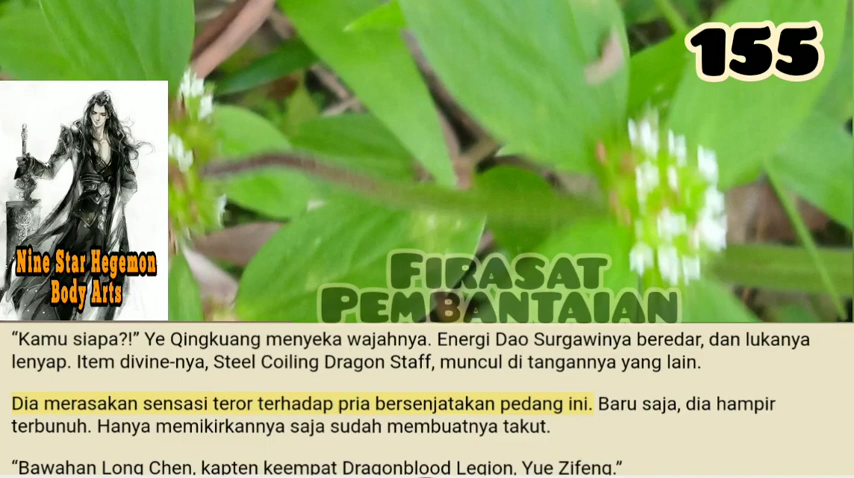 155
Nine Star Hegemon
Body Arts
FIRASAT
PEMBANTAIAN
“Kamu siapa?!” Ye Qingkuang menyeka wajahnya. Energi Dao Surgawinya beredar, dan lukanya
lenyap. Item divine-nya, Steel Coiling Dragon Staff, muncul di tangannya yang lain.
Dia merasakan sensasi teror terhadap pria bersenjatakan pedang ini. Baru saja, dia hampir
terbunuh. Hanya memikirkannya saja sudah membuatnya takut.
“Bawahan Long Chen, kapten keempat Dragonblood Legion, Yue Zifeng.”